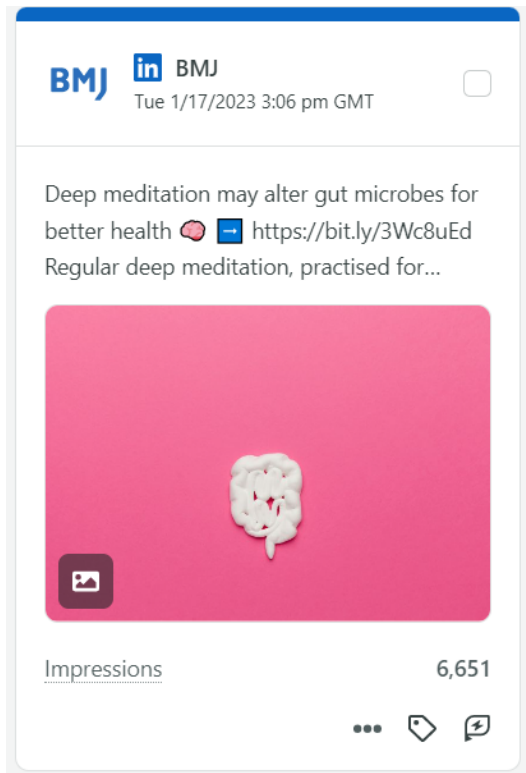 BMJ
in BMJ
Tue 1/17/2023 3:06 pm GMT
Deep meditation may alter gut microbes for
better health 🧠 ➡️ https://bit.ly/3Wc8uEd
Regular deep meditation, practised for...
Impressions 6,651